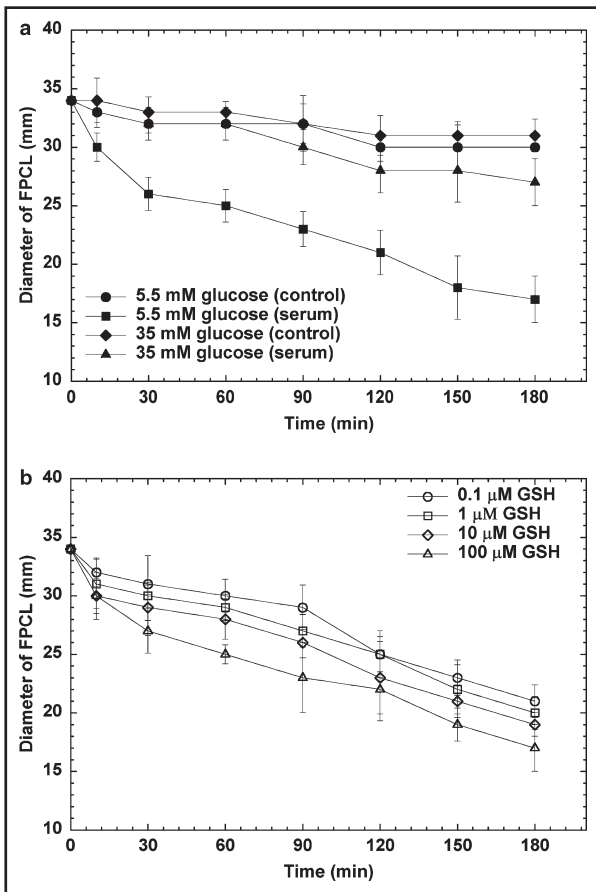 a
40
35
30
25
20
15
10
Diameter of FPCL (mm)
5.5 mM glucose (control)
5.5 mM glucose (serum)
35 mM glucose (control)
35 mM glucose (serum)
0 30 60 90 120 150 180
Time (min)
b
40
35
30
25
20
15
10
Diameter of FPCL (mm)
0.1 μM GSH
1 μM GSH
10 μM GSH
100 μM GSH
0 30 60 90 120 150 180
Time (min)